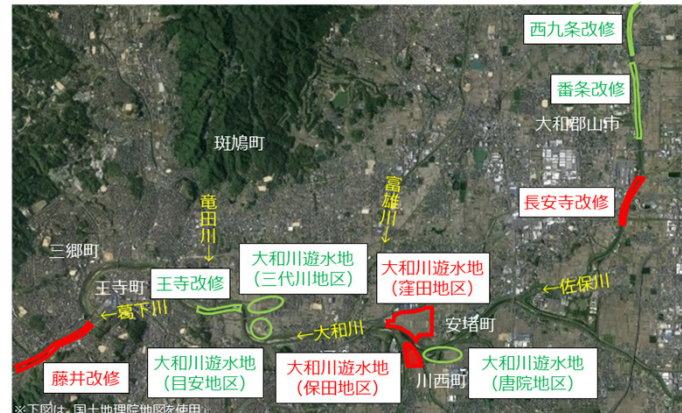 西九条改修
番条改修
大和郡山市
斑鳩町
長安寺改修
竜田川→
富雄川→
三郷町
王寺町
王寺改修
大和川遊水地
(三代川地区)
大和川遊水地
(窪田地区)
←佐保川
←葛下川
←大和川
安堵町
藤井改修
大和川遊水地
(目安地区)
大和川遊水地
(保田地区)
川西町
大和川遊水地
(唐院地区)
※下図は、国土地理院地図を使用